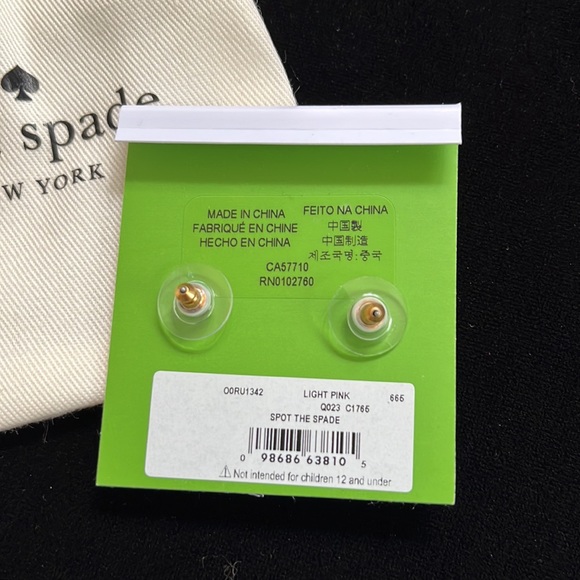 spade
NEW YORK
MADE IN CHINA
FABRIQUÉ EN CHINE
HECHO EN CHINA
FEITO NA CHINA
中国製
中国制造
제조국명:중국
CA57710
RN0102760
O0RU1342 LIGHT PINK 665
Q023 C1765
SPOT THE SPADE
0 98686 63810 5
⚠ Not intended for children 12 and under